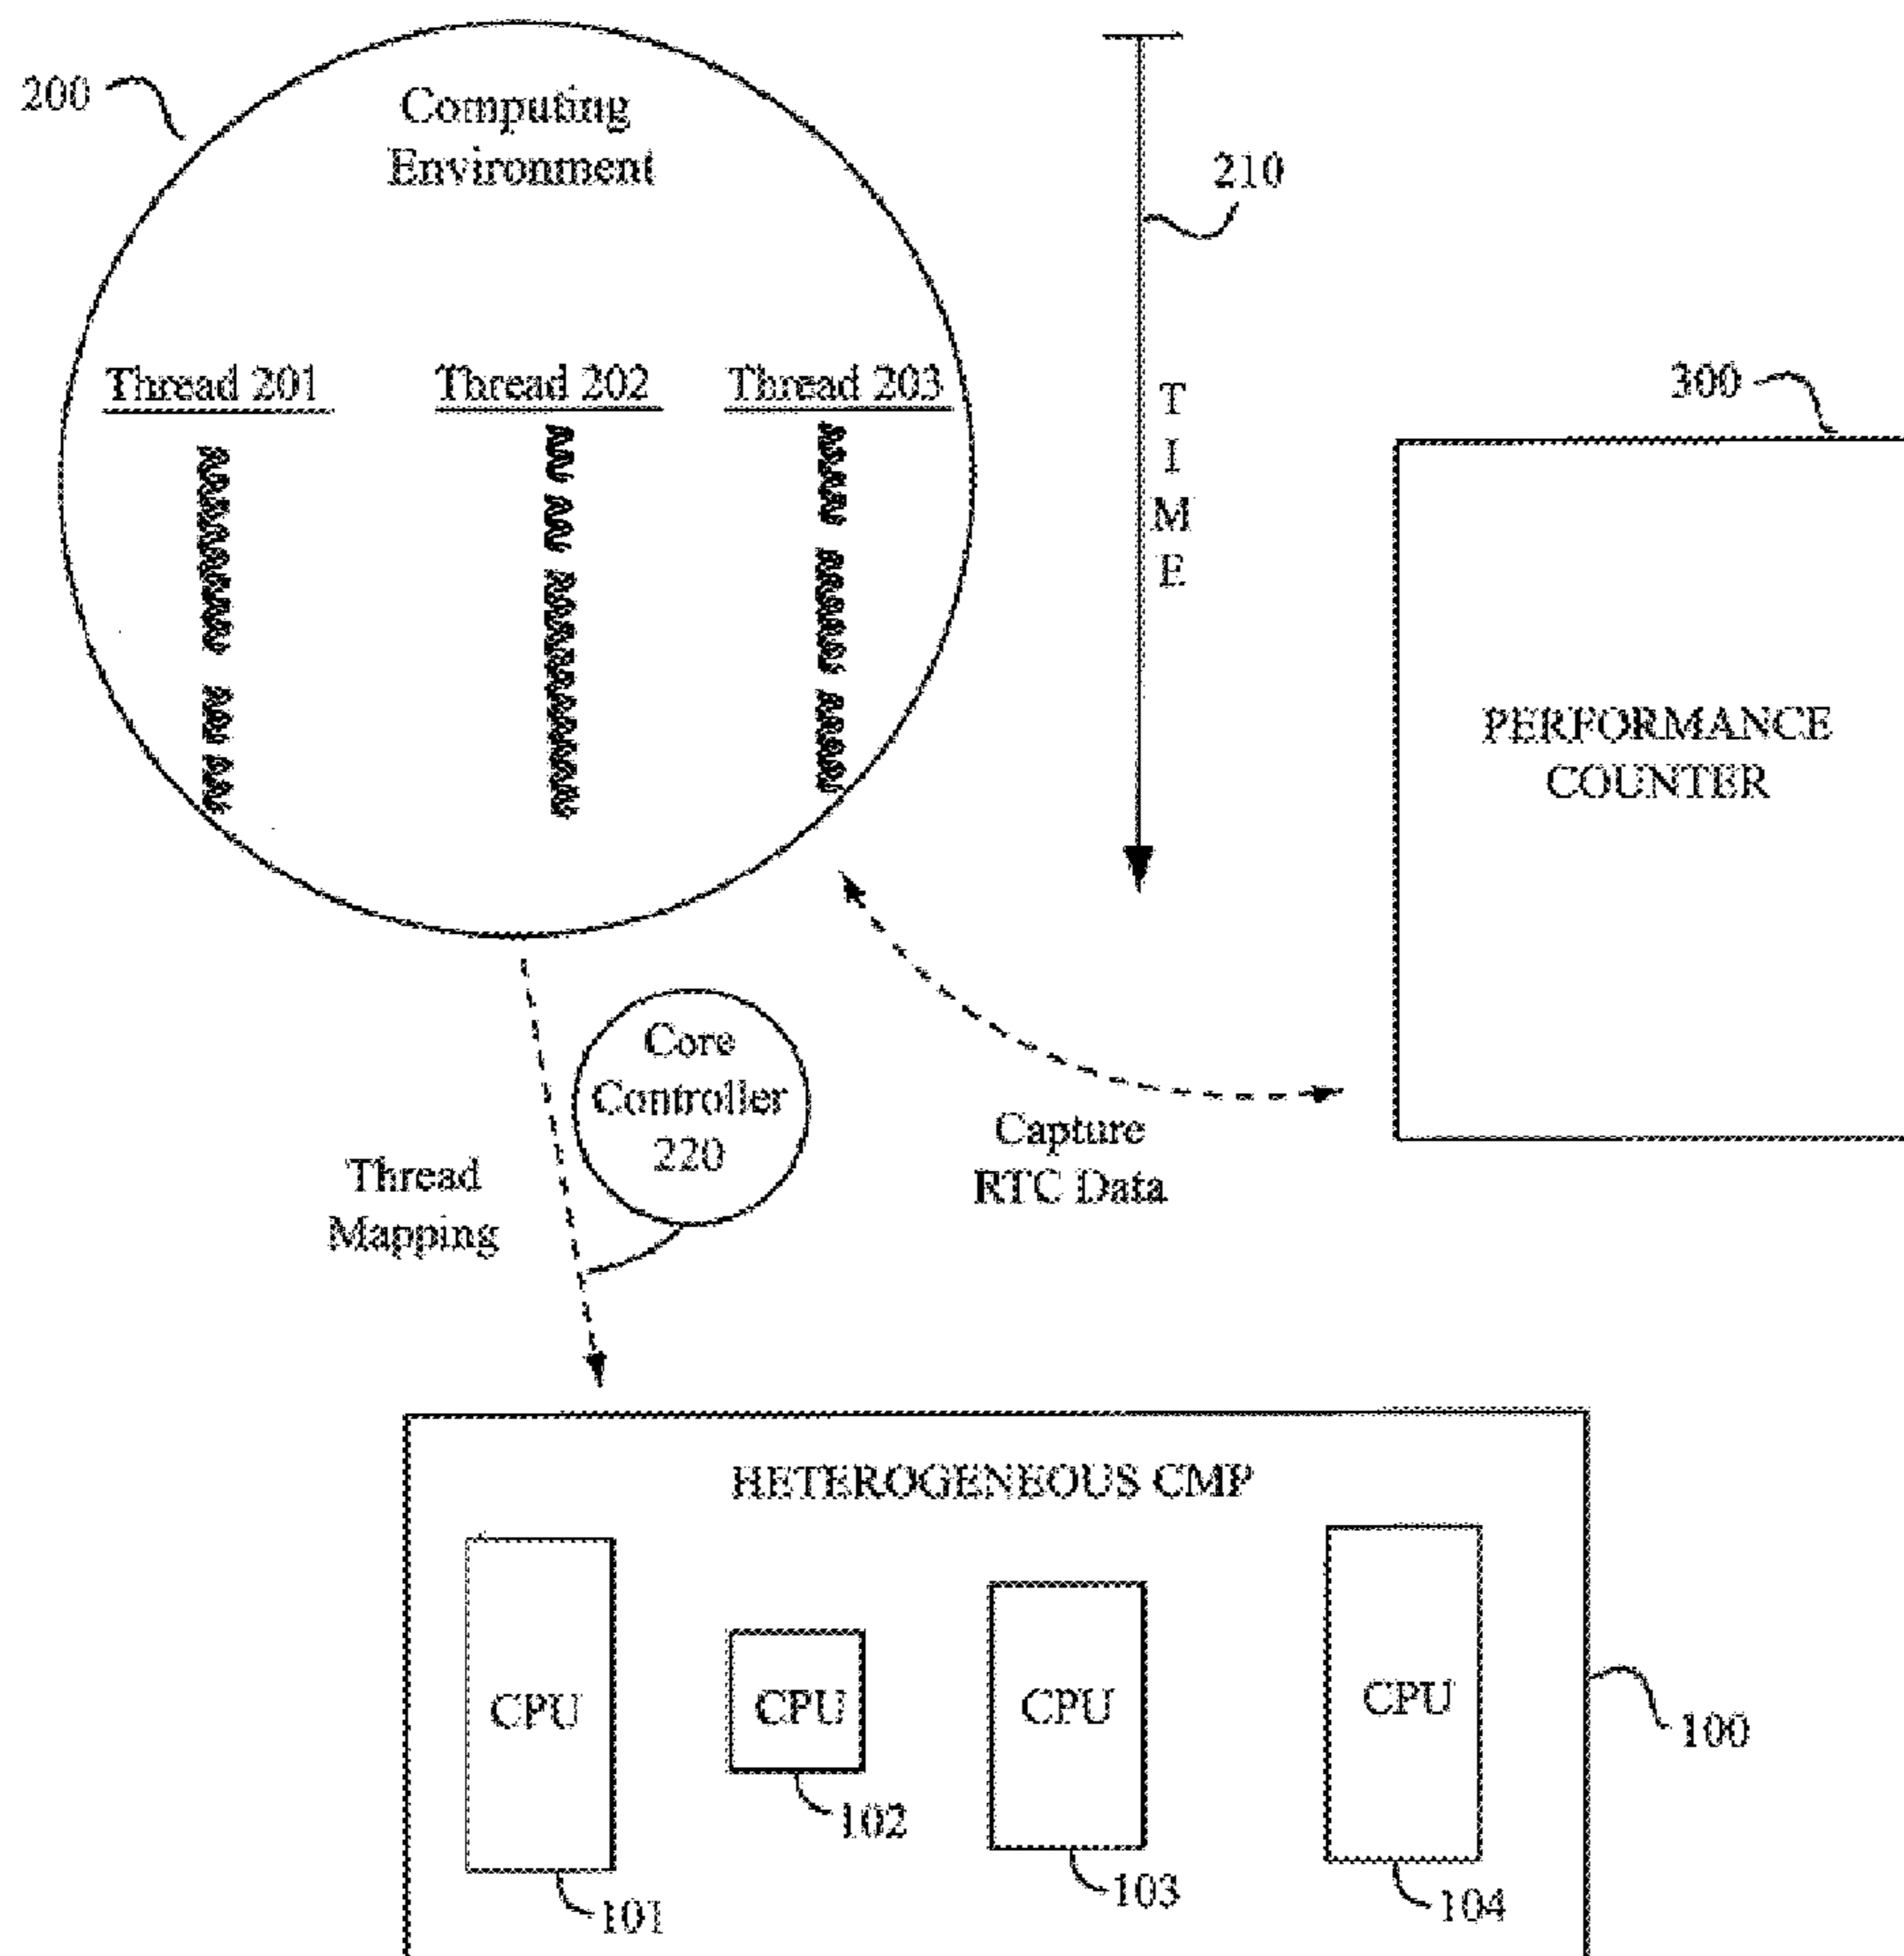 200
Computing
Environment
210
Thread 201
Thread 202
Thread 203
TIME
300
PERFORMANCE
COUNTER
Core
Controller
220
Thread
Mapping
Capture
RTC Data
HETEROGENEOUS CMP
CPU
CPU
CPU
CPU
100
102
103
104
101